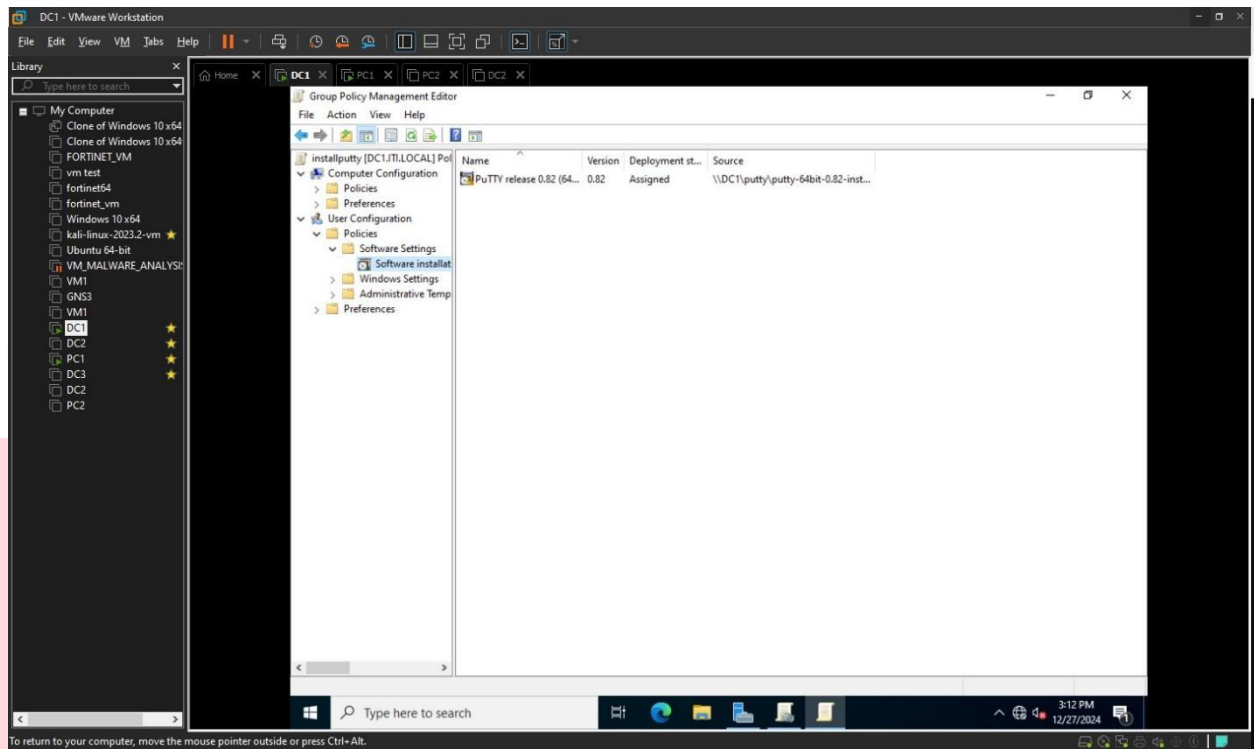 DC1 - VMware Workstation
File Edit View VM Tabs Help
Library
Type here to search
Home DC1 PC1 PC2 DC2
My Computer
Clone of Windows 10 x64
Clone of Windows 10 x64
FORTINET_VM
vm test
fortinet64
fortinet_vm
Windows 10 x64
kali-linux-2023.2-vm
Ubuntu 64-bit
VM_MALWARE_ANALYSI
VM1
GNS3
VM1
DC1
DC2
PC1
DC3
DC2
PC2
Group Policy Management Editor
File Action View Help
installputty [DC1.ITI.LOCAL] Pol
Computer Configuration
Policies
Preferences
User Configuration
Policies
Software Settings
Software installat
Windows Settings
Administrative Temp
Preferences
Name Version Deployment st... Source
PuTTY release 0.82 (64... 0.82 Assigned \\DC1\putty\putty-64bit-0.82-inst...
Type here to search
3:12 PM
12/27/2024
1
To return to your computer, move the mouse pointer outside or press Ctrl+Alt.